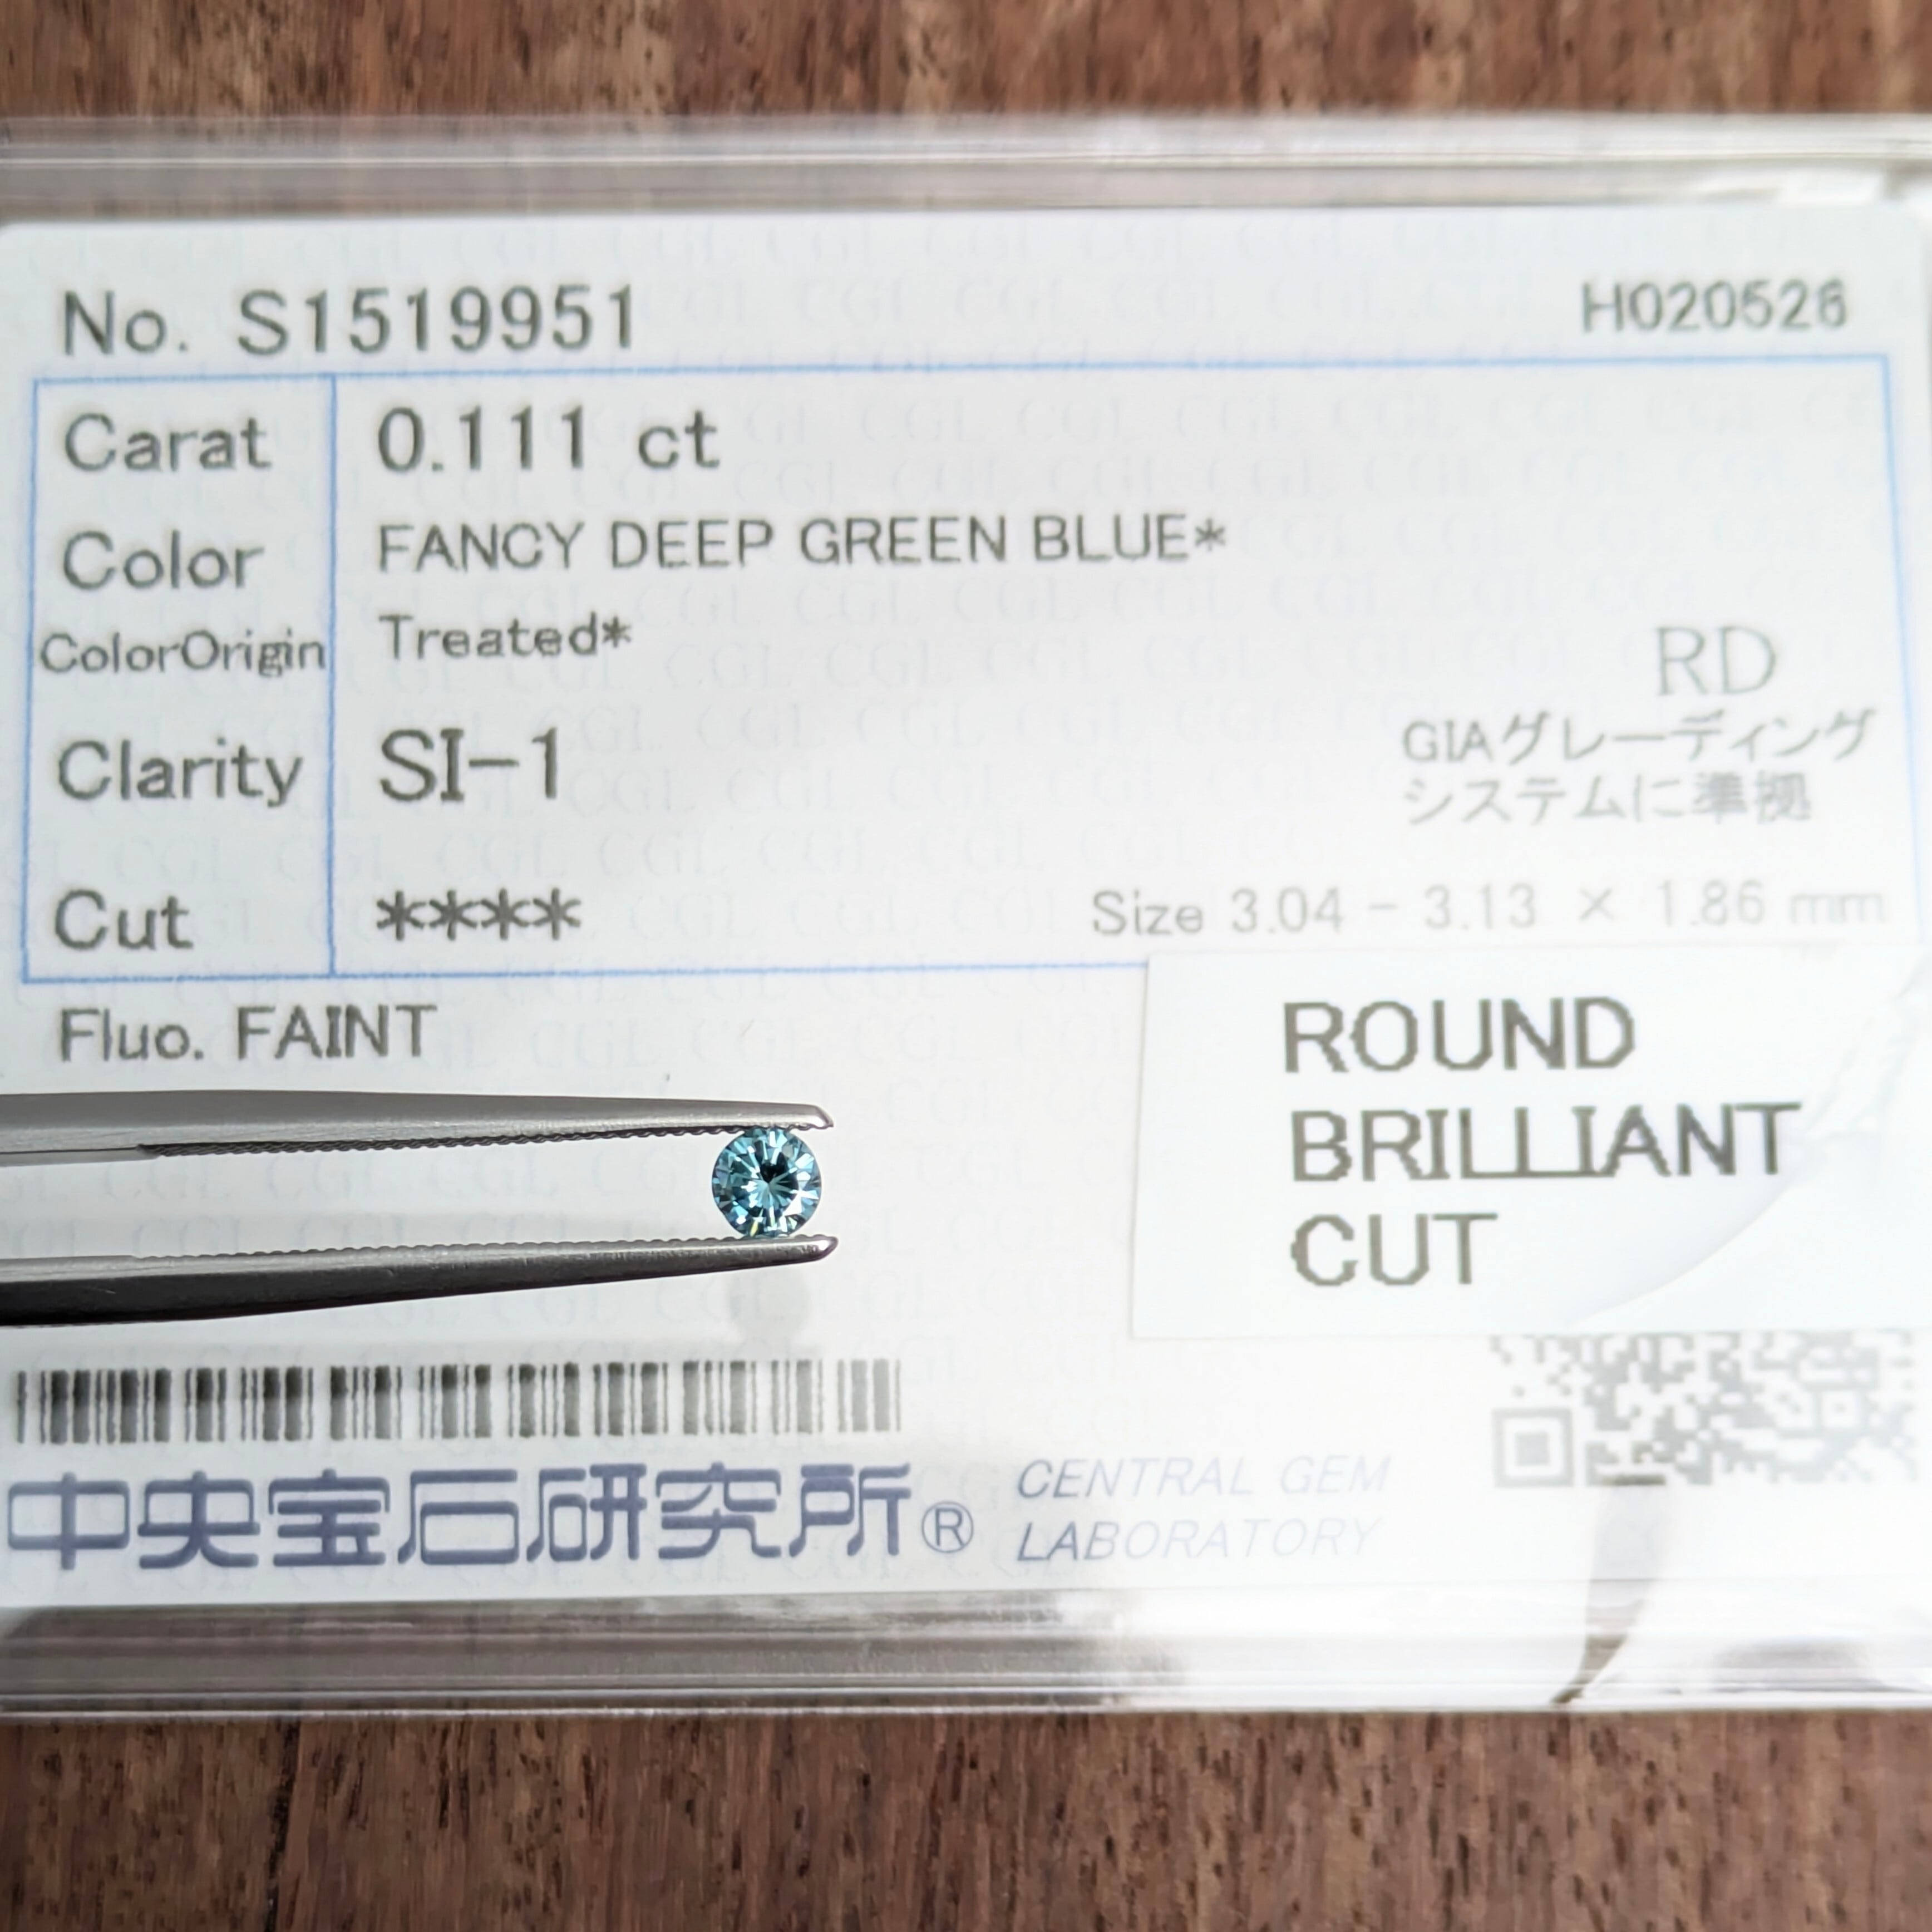 No. S1519951
H020526
Carat 0.111 ct
Color FANCY DEEP GREEN BLUE*
ColorOrigin Treated*
RD
Clarity SI-1
GIAグレーディング
システムに準拠
Cut ****
Size 3.04 - 3.13 × 1.86 mm
Fluo. FAINT
ROUND
BRILLIANT
CUT
中央宝石研究所®
CENTRAL GEM
LABORATORY